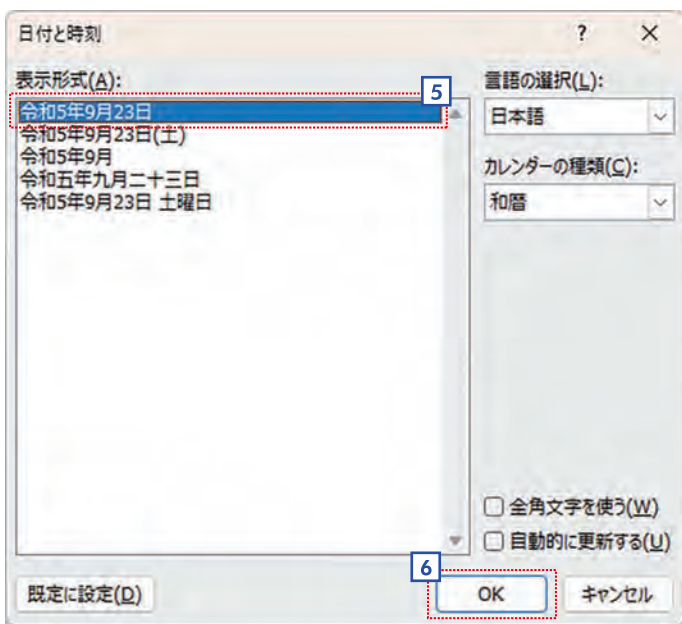 日付と時刻 ? ×
表示形式(A):
5
令和5年9月23日
令和5年9月23日(土)
令和5年9月
令和五年九月二十三日
令和5年9月23日 土曜日
言語の選択(L):
日本語
カレンダーの種類(C):
和暦
全角文字を使う(W)
自動的に更新する(U)
既定に設定(D)
6
OK
キャンセル